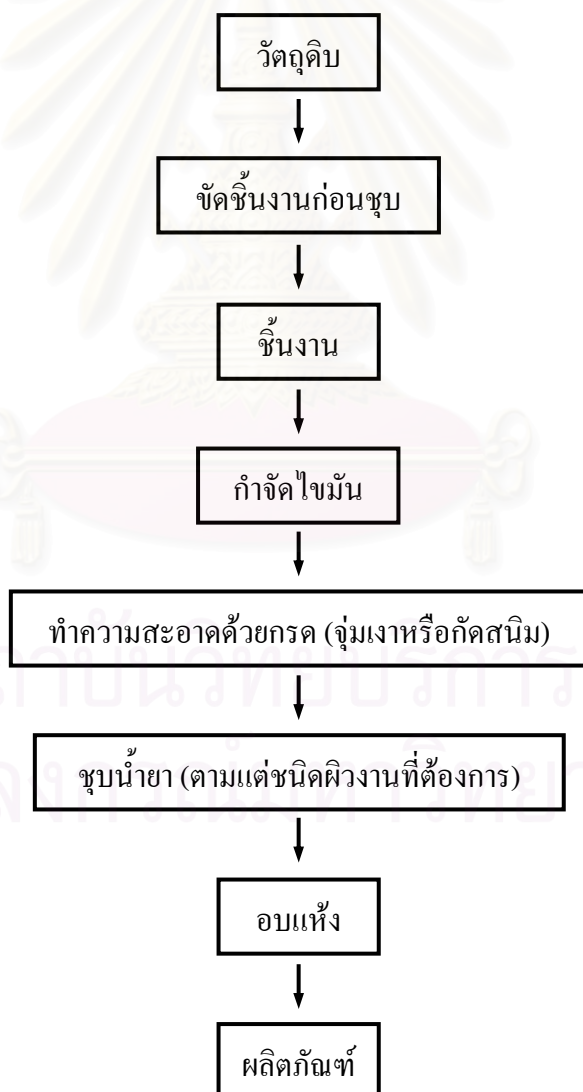 วัตถุดิบ
ขัดชิ้นงานก่อนชุบ
ชิ้นงาน
กำจัดไขมัน
ทำความสะอาดด้วยกรด (จุ่มเงาหรือกัดสนิม)
ชุบน้ำยา (ตามแต่ชนิดผิวงานที่ต้องการ)
อบแห้ง
ผลิตภัณฑ์